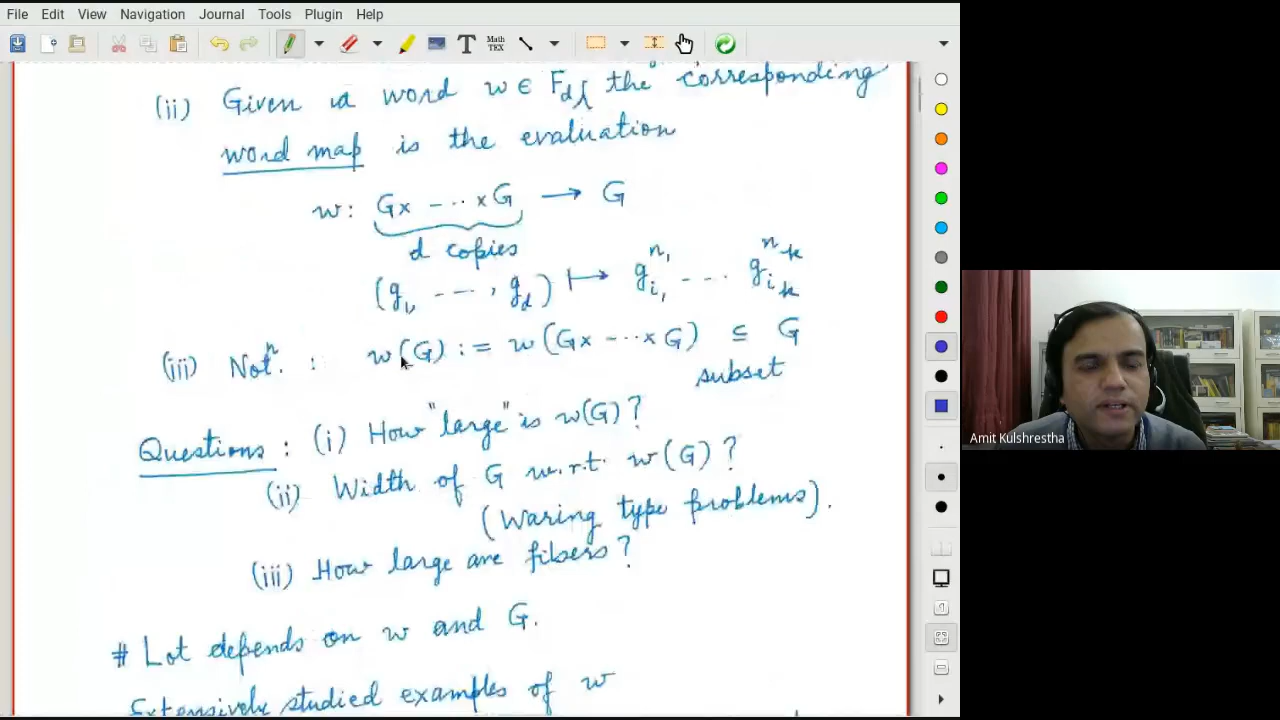 File Edit View Navigation Journal Tools Plugin Help
Math TEX
(ii) Given a word w ∈ F_d, the corresponding
word map is the evaluation
w: G× - ·· ×G → G
d copies
(g_1, - — , g_d) ↦ g_{i_1}^{n_1} - - - g_{i_k}^{n_k}
(iii) Not^n. : w(G) := w(G× - ·· ×G) ⊆ G
subset
Questions : (i) How "large" is w(G)?
(ii) Width of G w.r.t. w(G)?
(Waring type problems).
(iii) How large are fibers?
# Lot depends on w and G.
Extensively studied examples of w
Amit Kulshrestha